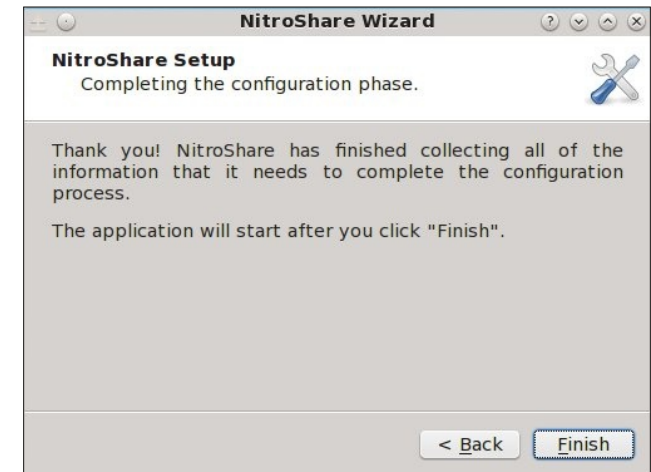 NitroShare Wizard
NitroShare Setup
Completing the configuration phase.
Thank you! NitroShare has finished collecting all of the
information that it needs to complete the configuration
process.
The application will start after you click "Finish".
< Back
Finish